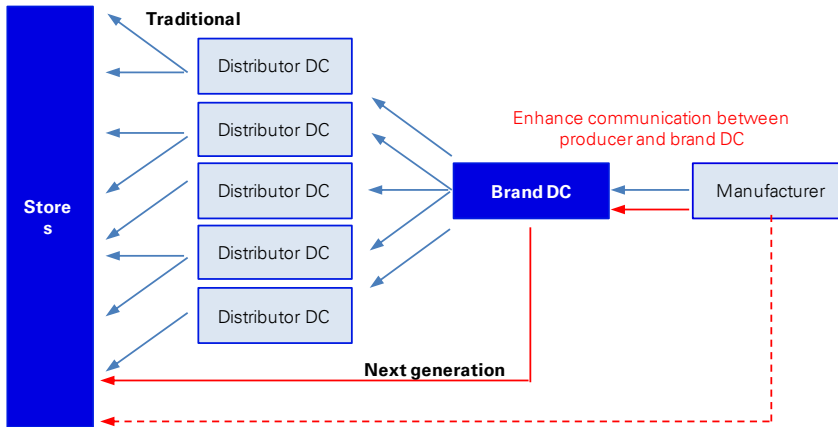 Traditional
Distributor DC
Distributor DC
Distributor DC
Distributor DC
Distributor DC
Store
s
Enhance communication between
producer and brand DC
Brand DC
Manufacturer
Next generation